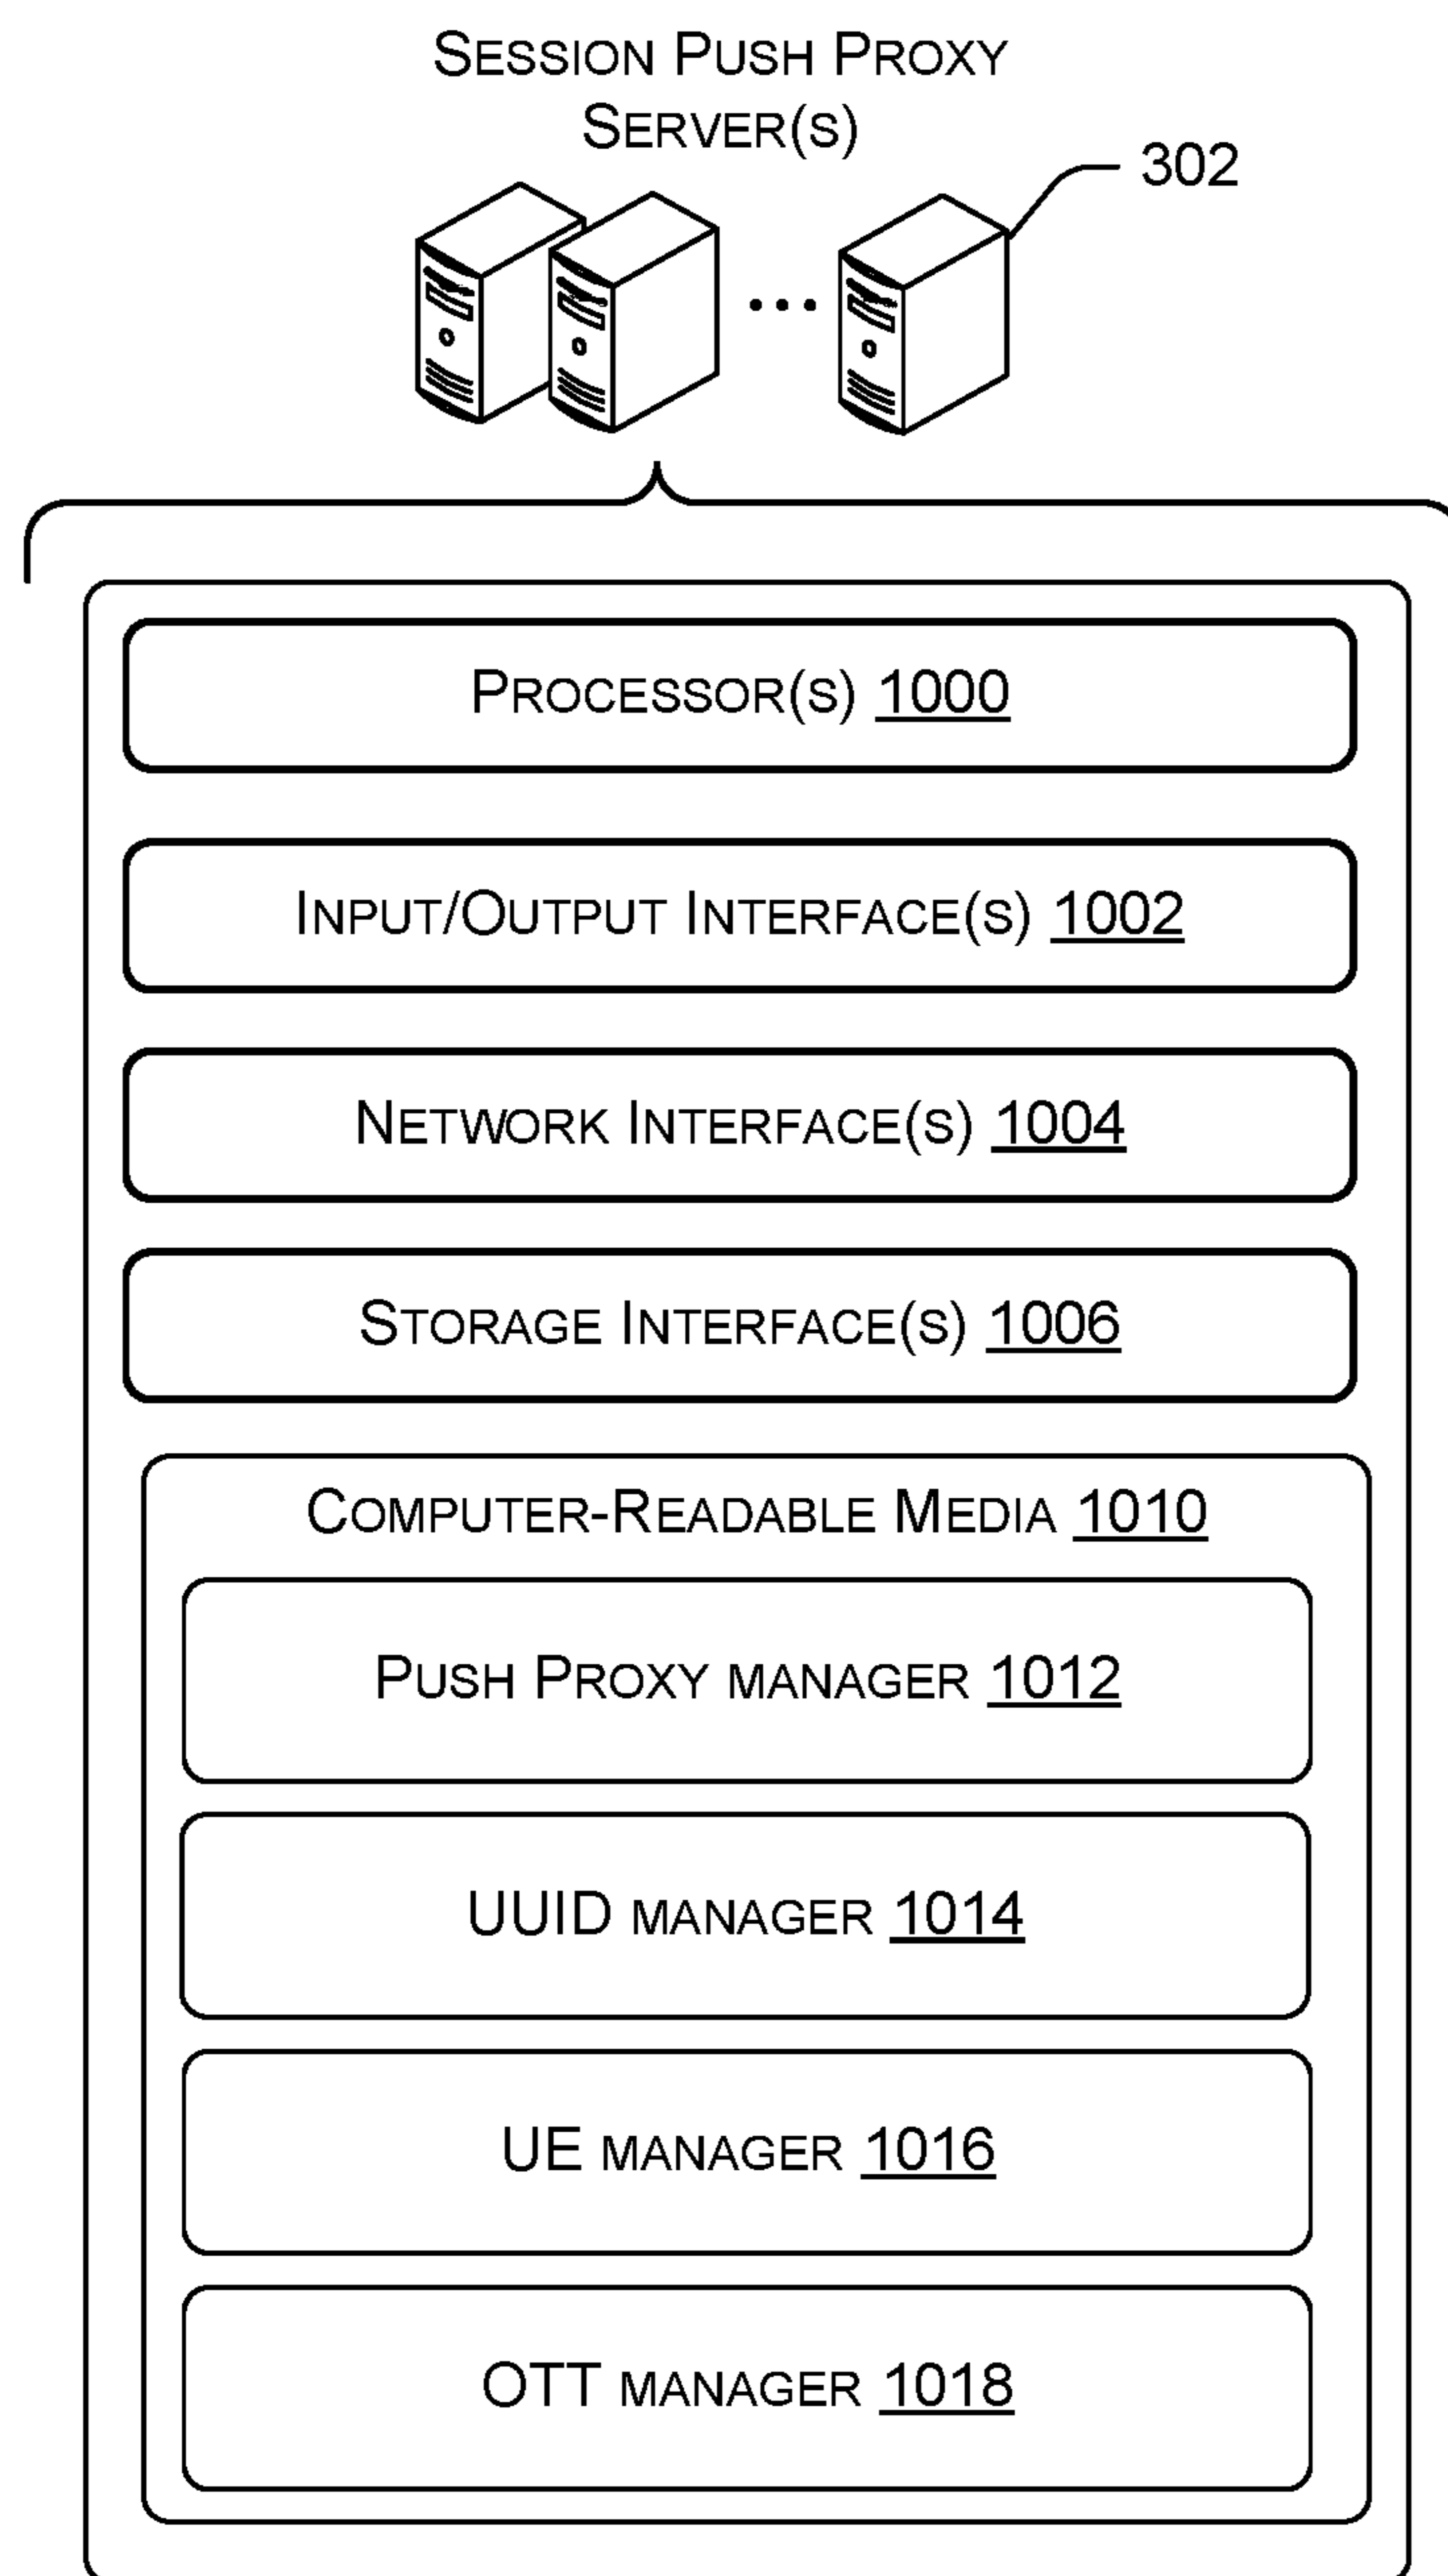 SESSION PUSH PROXY
SERVER(S)
302
PROCESSOR(S) 1000
INPUT/OUTPUT INTERFACE(S) 1002
NETWORK INTERFACE(S) 1004
STORAGE INTERFACE(S) 1006
COMPUTER-READABLE MEDIA 1010
PUSH PROXY MANAGER 1012
UUID MANAGER 1014
UE MANAGER 1016
OTT MANAGER 1018